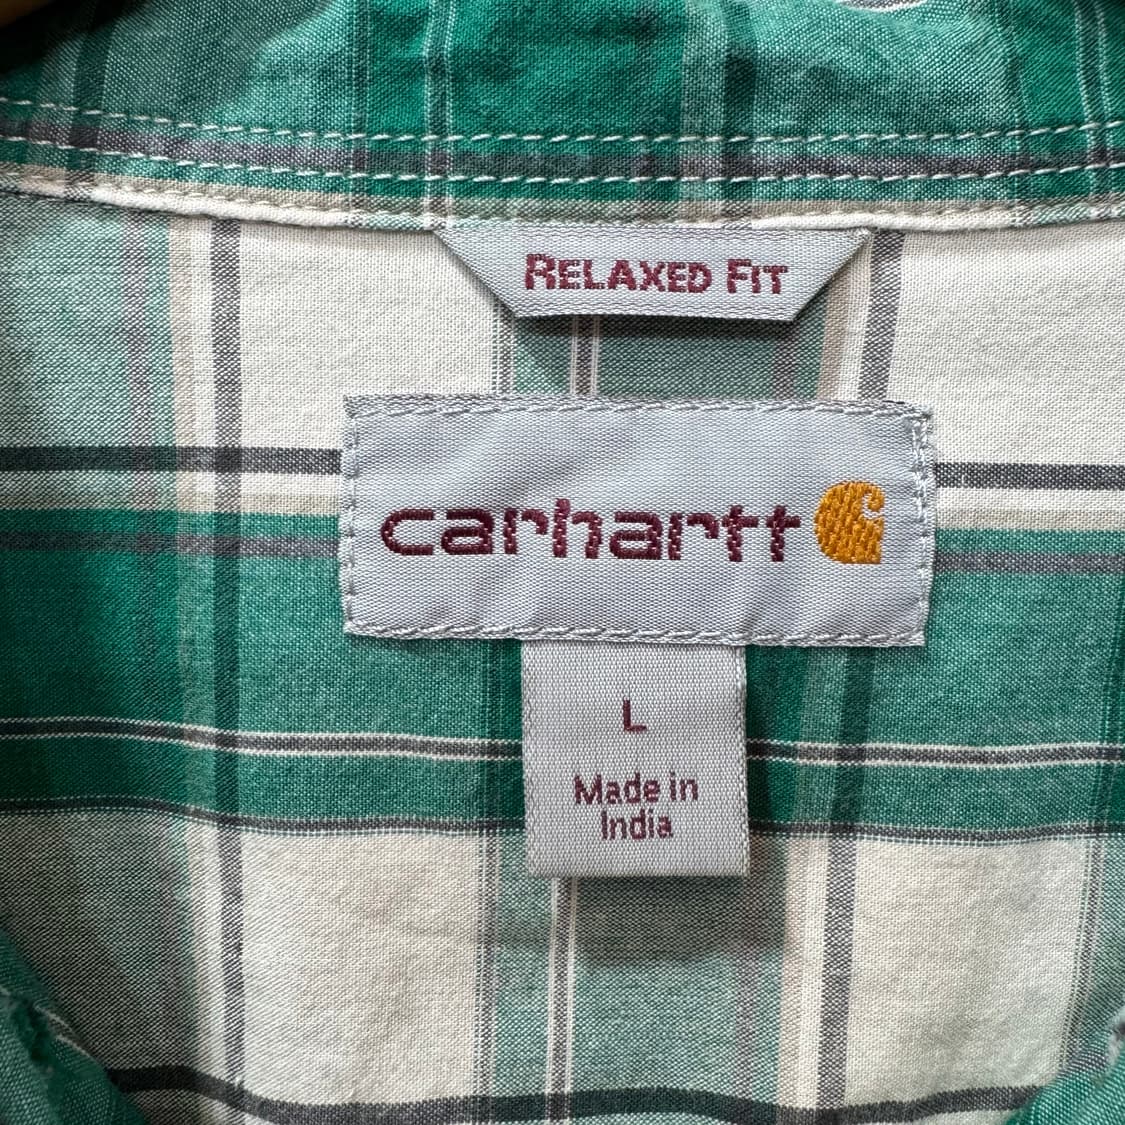 RELAXED FIT
carhartt
L
Made in
India